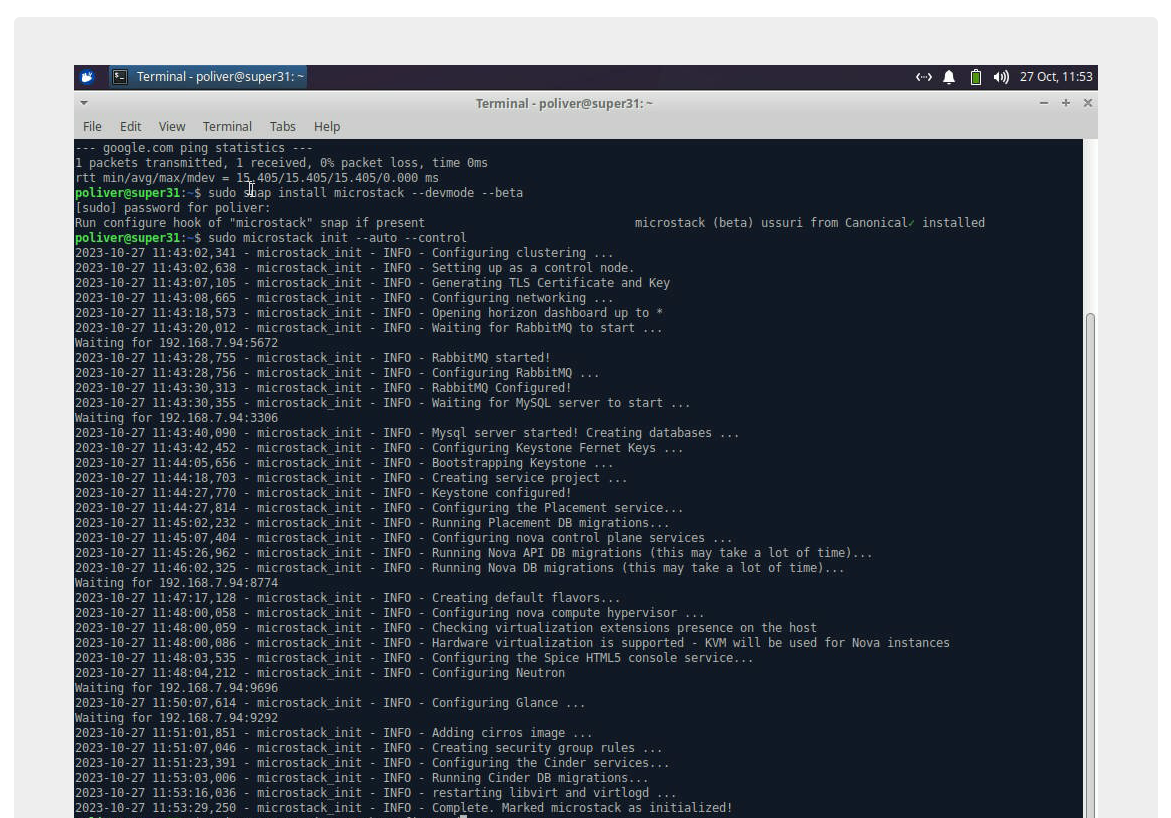 Terminal - poliver@super31: ~
27 Oct, 11:53
Terminal - poliver@super31: ~
File Edit View Terminal Tabs Help
--- google.com ping statistics ---
1 packets transmitted, 1 received, 0% packet loss, time 0ms
rtt min/avg/max/mdev = 15.405/15.405/15.405/0.000 ms
poliver@super31:~$ sudo snap install microstack --devmode --beta
[sudo] password for poliver:
Run configure hook of "microstack" snap if present microstack (beta) ussuri from Canonical✓ installed
poliver@super31:~$ sudo microstack init --auto --control
2023-10-27 11:43:02,341 - microstack_init - INFO - Configuring clustering ...
2023-10-27 11:43:02,638 - microstack_init - INFO - Setting up as a control node.
2023-10-27 11:43:07,105 - microstack_init - INFO - Generating TLS Certificate and Key
2023-10-27 11:43:08,665 - microstack_init - INFO - Configuring networking ...
2023-10-27 11:43:18,573 - microstack_init - INFO - Opening horizon dashboard up to *
2023-10-27 11:43:20,012 - microstack_init - INFO - Waiting for RabbitMQ to start ...
Waiting for 192.168.7.94:5672
2023-10-27 11:43:28,755 - microstack_init - INFO - RabbitMQ started!
2023-10-27 11:43:28,756 - microstack_init - INFO - Configuring RabbitMQ ...
2023-10-27 11:43:30,313 - microstack_init - INFO - RabbitMQ Configured!
2023-10-27 11:43:30,355 - microstack_init - INFO - Waiting for MySQL server to start ...
Waiting for 192.168.7.94:3306
2023-10-27 11:43:40,090 - microstack_init - INFO - Mysql server started! Creating databases ...
2023-10-27 11:43:42,452 - microstack_init - INFO - Configuring Keystone Fernet Keys ...
2023-10-27 11:44:05,656 - microstack_init - INFO - Bootstrapping Keystone ...
2023-10-27 11:44:18,703 - microstack_init - INFO - Creating service project ...
2023-10-27 11:44:27,770 - microstack_init - INFO - Keystone configured!
2023-10-27 11:44:27,814 - microstack_init - INFO - Configuring the Placement service...
2023-10-27 11:45:02,232 - microstack_init - INFO - Running Placement DB migrations...
2023-10-27 11:45:07,404 - microstack_init - INFO - Configuring nova control plane services ...
2023-10-27 11:45:26,962 - microstack_init - INFO - Running Nova API DB migrations (this may take a lot of time)...
2023-10-27 11:46:02,325 - microstack_init - INFO - Running Nova DB migrations (this may take a lot of time)...
Waiting for 192.168.7.94:8774
2023-10-27 11:47:17,128 - microstack_init - INFO - Creating default flavors...
2023-10-27 11:48:00,058 - microstack_init - INFO - Configuring nova compute hypervisor ...
2023-10-27 11:48:00,059 - microstack_init - INFO - Checking virtualization extensions presence on the host
2023-10-27 11:48:00,086 - microstack_init - INFO - Hardware virtualization is supported - KVM will be used for Nova instances
2023-10-27 11:48:03,535 - microstack_init - INFO - Configuring the Spice HTML5 console service...
2023-10-27 11:48:04,212 - microstack_init - INFO - Configuring Neutron
Waiting for 192.168.7.94:9696
2023-10-27 11:50:07,614 - microstack_init - INFO - Configuring Glance ...
Waiting for 192.168.7.94:9292
2023-10-27 11:51:01,851 - microstack_init - INFO - Adding cirros image ...
2023-10-27 11:51:07,046 - microstack_init - INFO - Creating security group rules ...
2023-10-27 11:51:23,391 - microstack_init - INFO - Configuring the Cinder services...
2023-10-27 11:53:03,006 - microstack_init - INFO - Running Cinder DB migrations...
2023-10-27 11:53:16,036 - microstack_init - INFO - restarting libvirt and virtlogd ...
2023-10-27 11:53:29,250 - microstack_init - INFO - Complete. Marked microstack as initialized!